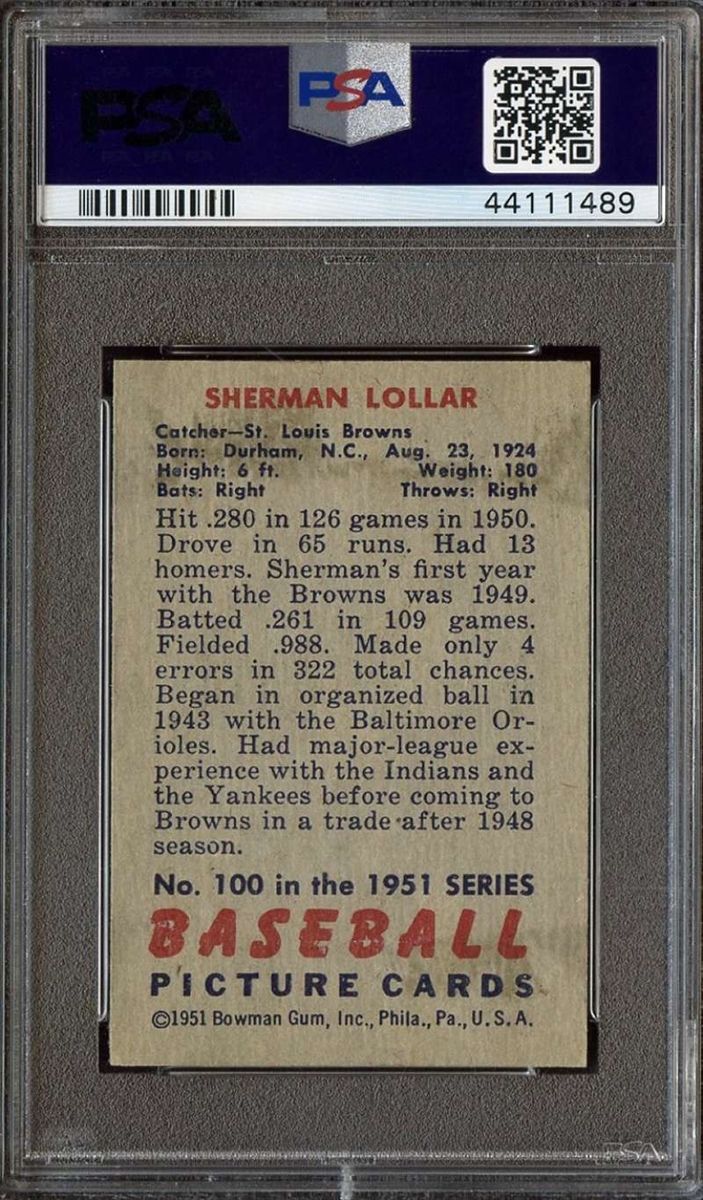 PSA
PSA
44111489
SHERMAN LOLLAR
Catcher—St. Louis Browns
Born: Durham, N.C., Aug. 23, 1924
Height: 6 ft. Weight: 180
Bats: Right Throws: Right
Hit .280 in 126 games in 1950.
Drove in 65 runs. Had 13
homers. Sherman's first year
with the Browns was 1949.
Batted .261 in 109 games.
Fielded .988. Made only 4
errors in 322 total chances.
Began in organized ball in
1943 with the Baltimore Or-
ioles. Had major-league ex-
perience with the Indians and
the Yankees before coming to
Browns in a trade after 1948
season.
No. 100 in the 1951 SERIES
BASEBALL
PICTURE CARDS
©1951 Bowman Gum, Inc., Phila., Pa., U.S.A.
PSA